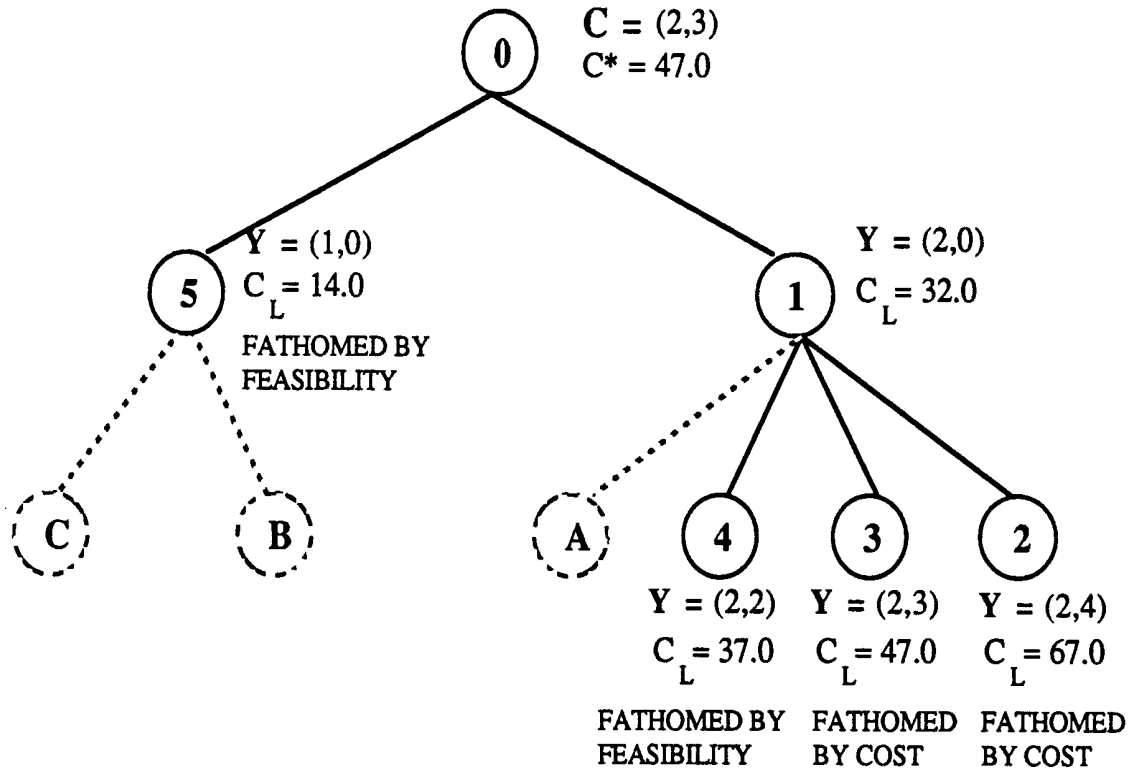 0
C = (2,3)
C* = 47.0
5
Y = (1,0)
C_L = 14.0
FATHOMED BY
FEASIBILITY
1
Y = (2,0)
C_L = 32.0
C
B
A
4
3
2
Y = (2,2)
C_L = 37.0
FATHOMED BY
FEASIBILITY
Y = (2,3)
C_L = 47.0
FATHOMED
BY COST
Y = (2,4)
C_L = 67.0
FATHOMED
BY COST